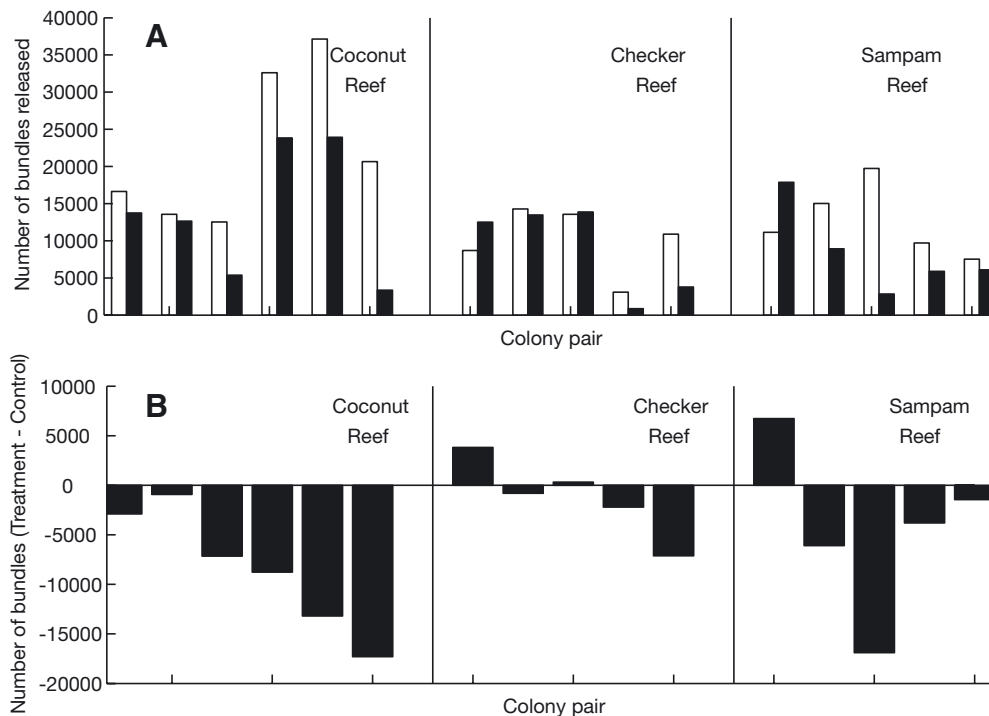 A
Number of bundles released
40000
35000
30000
25000
20000
15000
10000
5000
0
Coconut
Reef
Checker
Reef
Sampam
Reef
Colony pair
B
Number of bundles (Treatment - Control)
10000
5000
0
-5000
-10000
-15000
-20000
Coconut
Reef
Checker
Reef
Sampam
Reef
Colony pair